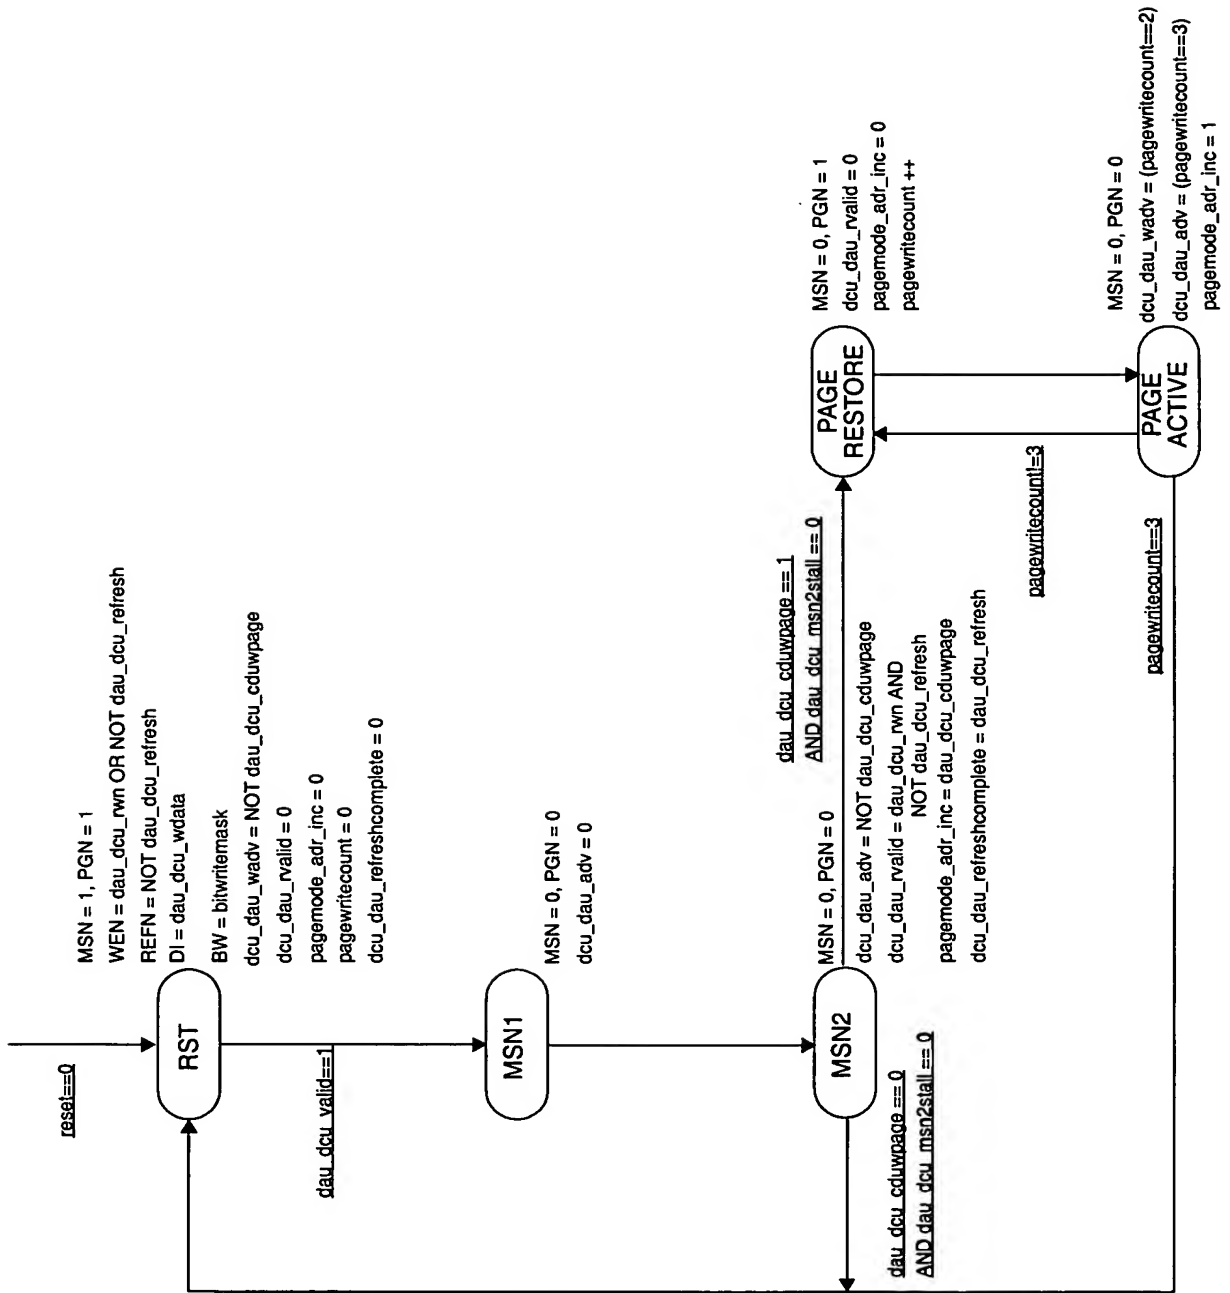 reset==0
RST
MSN = 1, PGN = 1
WEN = dau_dcu_rwn OR NOT dau_dcu_refresh
REFN = NOT dau_dcu_refresh
DI = dau_dcu_wdata
BW = bitwritemask
dcu_dau_wadv = NOT dau_dcu_cduwpage
dcu_dau_rvalid = 0
pagemode_adr_inc = 0
pagewritecount = 0
dcu_dau_refreshcomplete = 0
dau_dcu_valid==1
MSN1
MSN = 0, PGN = 0
dcu_dau_adv = 0
MSN2
MSN = 0, PGN = 0
dcu_dau_adv = NOT dau_dcu_cduwpage
dcu_dau_rvalid = dau_dcu_rwn AND
NOT dau_dcu_refresh
pagemode_adr_inc = dau_dcu_cduwpage
dcu_dau_refreshcomplete = dau_dcu_refresh
dau_dcu_cduwpage == 0
AND dau_dcu_msn2stall == 0
dau_dcu_cduwpage == 1
AND dau_dcu_msn2stall == 0
PAGE
RESTORE
MSN = 0, PGN = 1
dcu_dau_rvalid = 0
pagemode_adr_inc = 0
pagewritecount ++
pagewritecount!=3
PAGE
ACTIVE
MSN = 0, PGN = 0
dcu_dau_wadv = (pagewritecount==2)
dcu_dau_adv = (pagewritecount==3)
pagemode_adr_inc = 1
pagewritecount==3